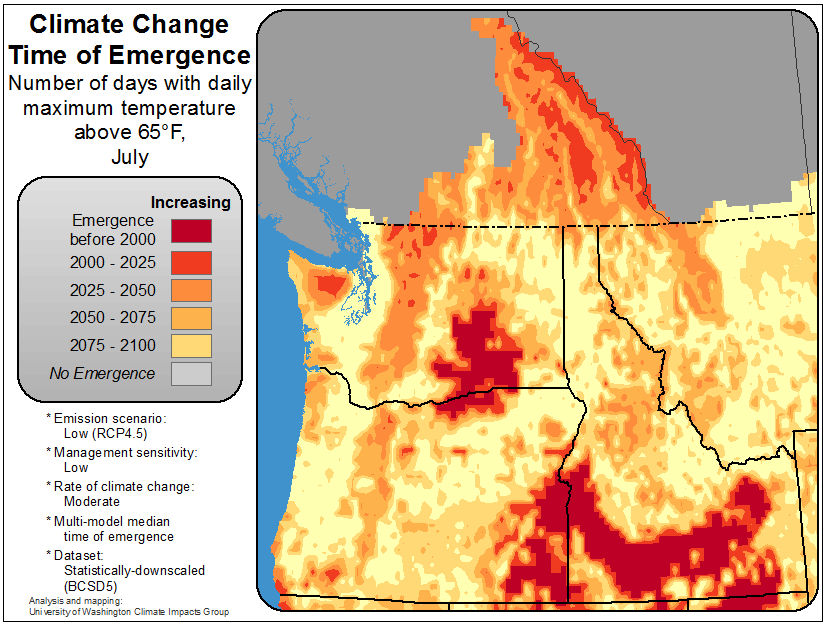 Climate Change
Time of Emergence
Number of days with daily
maximum temperature
above 65°F,
July
Increasing
Emergence
before 2000
2000 - 2025
2025 - 2050
2050 - 2075
2075 - 2100
No Emergence
* Emission scenario:
Low (RCP4.5)
* Management sensitivity:
Low
* Rate of climate change:
Moderate
* Multi-model median
time of emergence
* Dataset:
Statistically-downscaled
(BCSD5)
Analysis and mapping:
University of Washington Climate Impacts Group